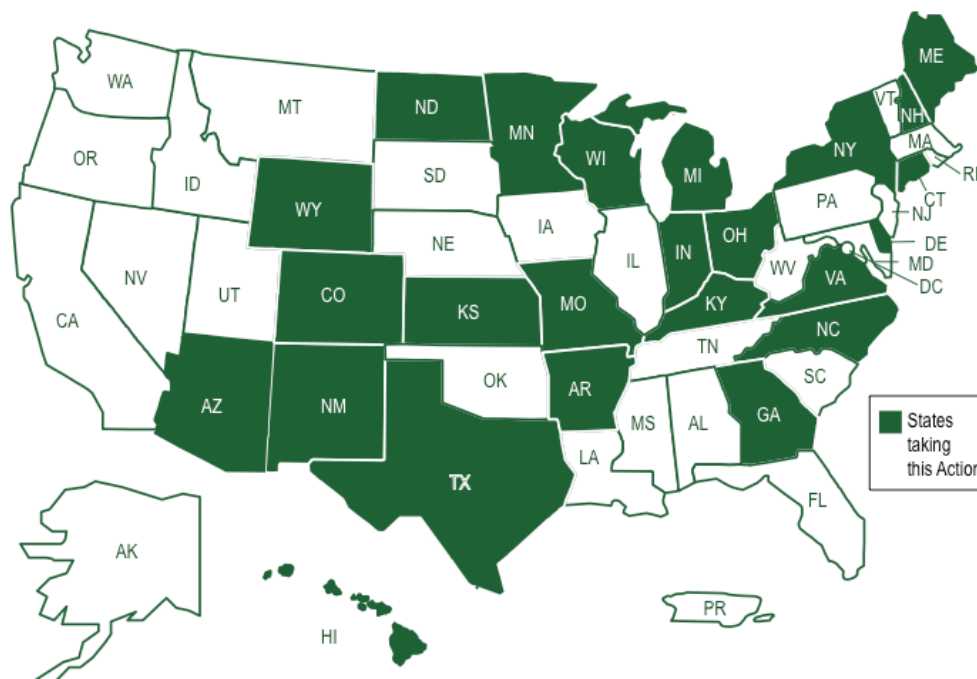 ME
WA
VT
NH
MT
ND
MN
MA
OR
NY
WI
RI
ID
SD
MI
CT
PA
WY
NJ
IA
OH
NE
DE
IN
IL
WV
MD
NV
UT
CO
VA
DC
KS
MO
CA
KY
NC
TN
OK
SC
AR
AZ
NM
States
taking
this Action
MS
AL
GA
LA
TX
FL
AK
PR
HI